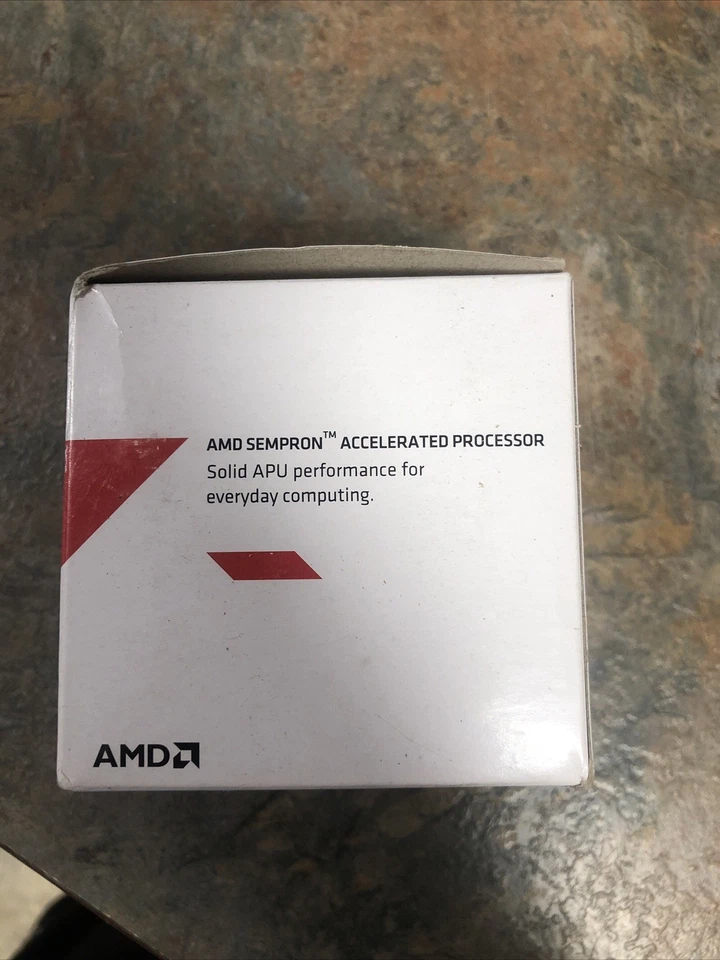 AMD SEMPRON™ ACCELERATED PROCESSOR
Solid APU performance for
everyday computing.
AMD